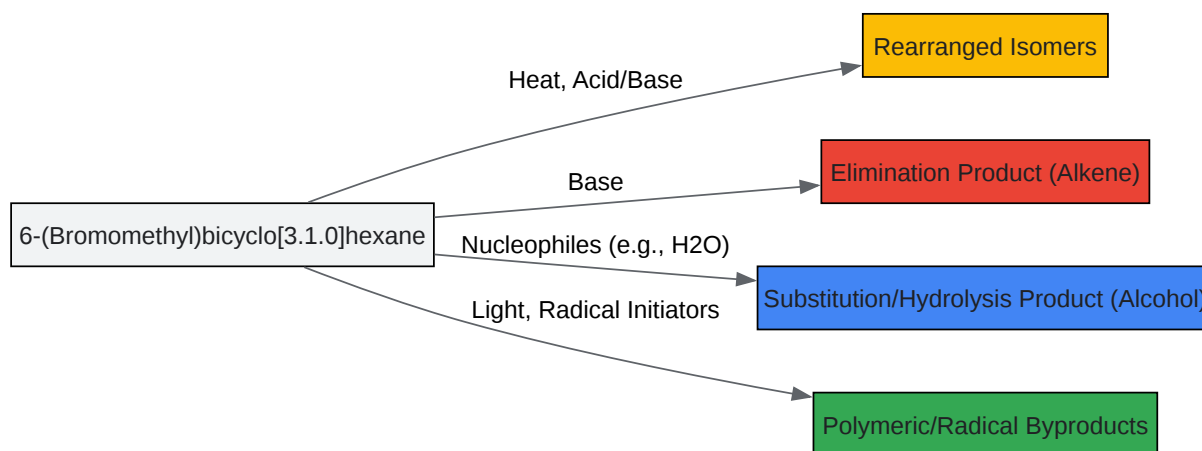 Rearranged Isomers
Heat, Acid/Base
Elimination Product (Alkene)
Base
6-(Bromomethyl)bicyclo[3.1.0]hexane
Nucleophiles (e.g., H2O)
Substitution/Hydrolysis Product (Alcohol)
Light, Radical Initiators
Polymeric/Radical Byproducts